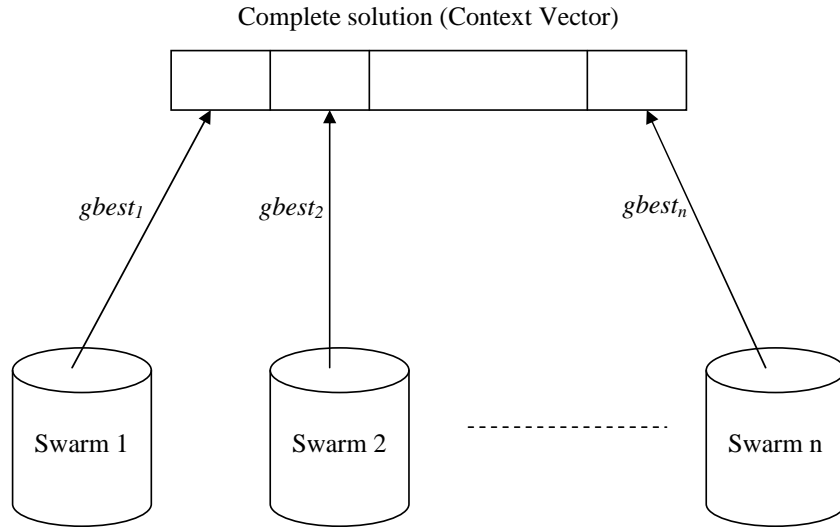 Complete solution (Context Vector)
gbest1
gbest2
gbestn
Swarm 1
Swarm 2
Swarm n